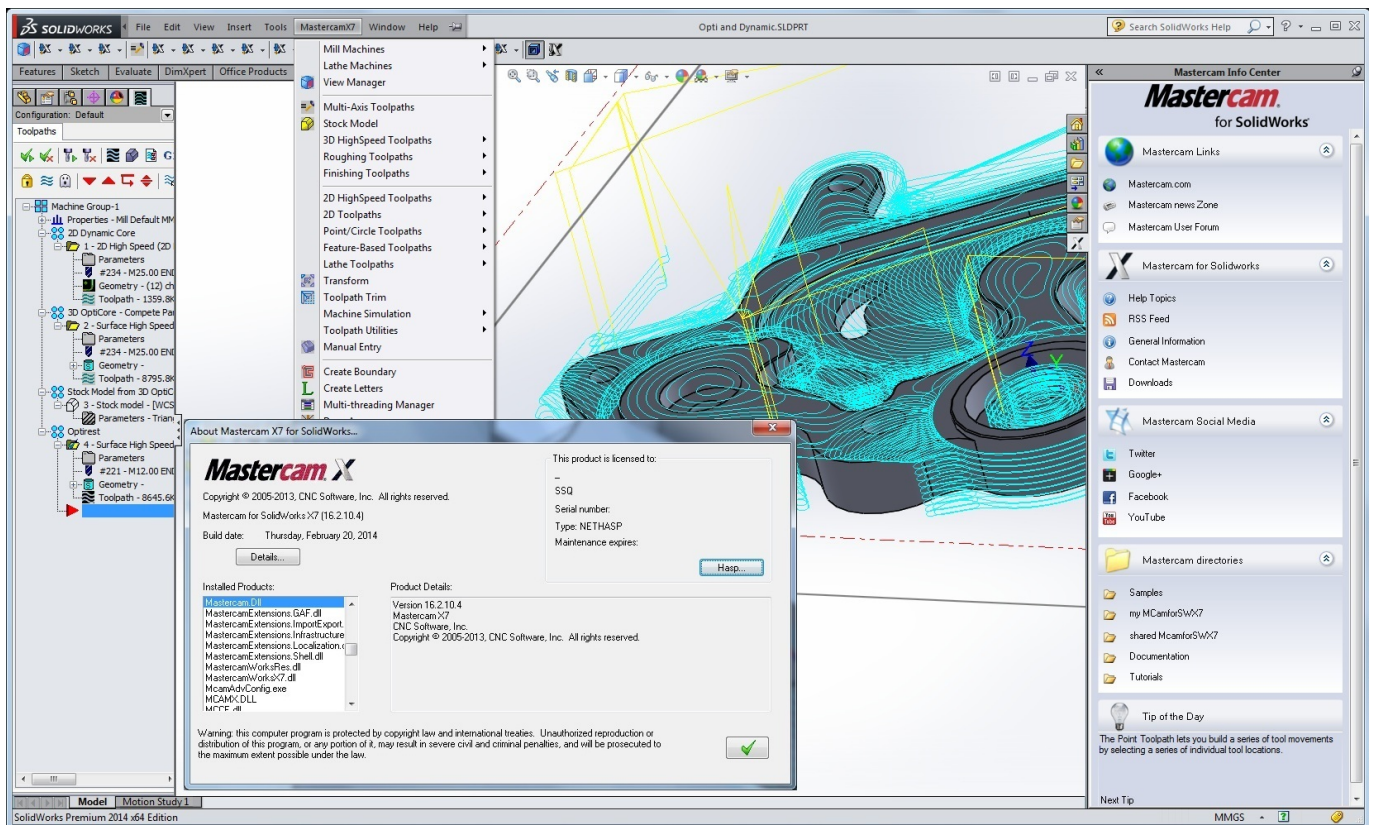 SOLIDWORKS File Edit View Insert Tools MastercamX7 Window Help Opti and Dynamic.SLDPRT Search SolidWorks Help
Features Sketch Evaluate DimXpert Office Products
Configuration: Default
Toolpaths
Machine Group-1
Properties - Mill Default MM
2D Dynamic Core
1 - 2D High Speed (2D
Parameters
#234 - M25.00 END
Geometry - (12) ch
Toolpath - 1359.8K
3D OptiCore - Compete Par
2 - Surface High Speed
Parameters
#234 - M25.00 END
Geometry -
Toolpath - 8795.8K
Stock Model from 3D OptiC
3 - Stock model - [WCS
Parameters - Trian
Optirest
4 - Surface High Speed
Parameters
#221 - M12.00 END
Geometry -
Toolpath - 8645.6K
Mill Machines
Lathe Machines
View Manager
Multi-Axis Toolpaths
Stock Model
3D HighSpeed Toolpaths
Roughing Toolpaths
Finishing Toolpaths
2D HighSpeed Toolpaths
2D Toolpaths
Point/Circle Toolpaths
Feature-Based Toolpaths
Lathe Toolpaths
Transform
Toolpath Trim
Machine Simulation
Toolpath Utilities
Manual Entry
Create Boundary
Create Letters
Multi-threading Manager
About Mastercam X7 for SolidWorks...
Mastercam X
Copyright © 2005-2013, CNC Software, Inc. All rights reserved.
Mastercam for SolidWorks X7 (16.2.10.4)
Build date: Thursday, February 20, 2014
Details...
This product is licensed to:
–
SSQ
Serial number:
Type: NETHASP
Maintenance expires:
Hasp...
Installed Products:
Mastercam.Dll
MastercamExtensions.GAF.dll
MastercamExtensions.ImportExport.
MastercamExtensions.Infrastructure
MastercamExtensions.Localization.
MastercamExtensions.Shell.dll
MastercamWorksRes.dll
MastercamWorksX7.dll
McamAdvConfig.exe
MCAMX.DLL
MCCE.dll
Product Details:
Version 16.2.10.4
Mastercam X7
CNC Software, Inc.
Copyright © 2005-2013, CNC Software, Inc. All rights reserved.
Warning: this computer program is protected by copyright law and international treaties. Unauthorized reproduction or
distribution of this program, or any portion of it, may result in severe civil and criminal penalties, and will be prosecuted to
the maximum extent possible under the law.
Mastercam Info Center
Mastercam.
for SolidWorks
Mastercam Links
Mastercam.com
Mastercam news Zone
Mastercam User Forum
Mastercam for Solidworks
Help Topics
RSS Feed
General Information
Contact Mastercam
Downloads
Mastercam Social Media
Twitter
Google+
Facebook
YouTube
Mastercam directories
Samples
my MCamforSWX7
shared McamforSWX7
Documentation
Tutorials
Tip of the Day
The Point Toolpath lets you build a series of tool movements
by selecting a series of individual tool locations.
Next Tip
Model Motion Study 1
SolidWorks Premium 2014 x64 Edition MMGS